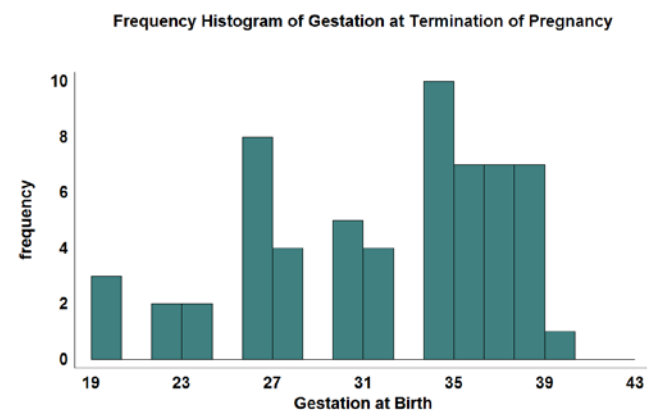 Frequency Histogram of Gestation at Termination of Pregnancy
10
8
6
4
2
0
frequency
19 23 27 31 35 39 43
Gestation at Birth